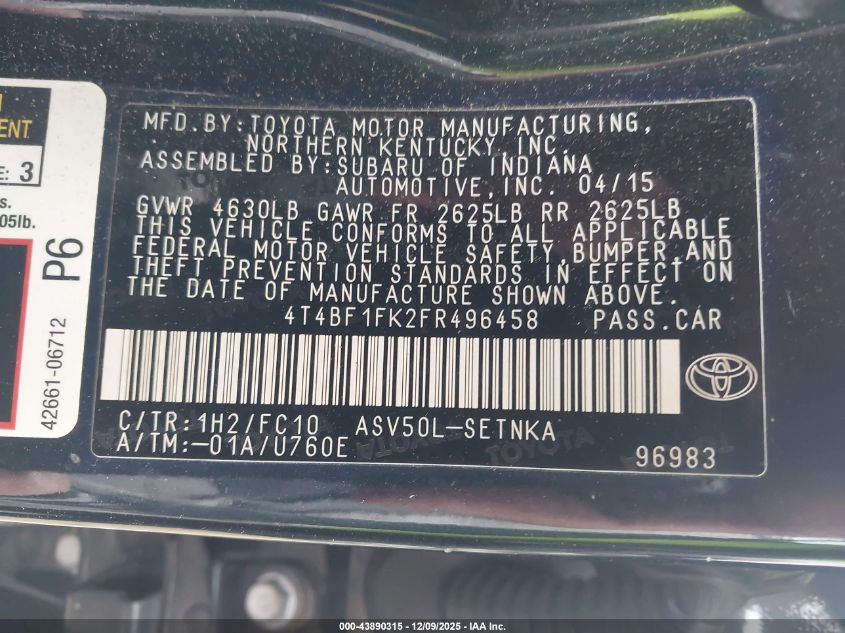 MFD.BY:TOYOTA MOTOR MANUFACTURING,
NORTHERN KENTUCKY, INC.
ASSEMBLED BY:SUBARU OF INDIANA
AUTOMOTIVE,INC. 04/15
GVWR 4630LB GAWR FR 2625LB RR 2625LB
THIS VEHICLE CONFORMS TO ALL APPLICABLE
FEDERAL MOTOR VEHICLE SAFETY,BUMPER,AND
THEFT PREVENTION STANDARDS IN EFFECT ON
THE DATE OF MANUFACTURE SHOWN ABOVE.
4T4BF1FK2FR496458 PASS.CAR
C/TR:1H2/FC10 ASV50L-SETNKA
A/TM:-01A/U760E
96983
E: 3
05lb.
P6
42661-06712
000-43890315 - 12/09/2025 - IAA Inc.